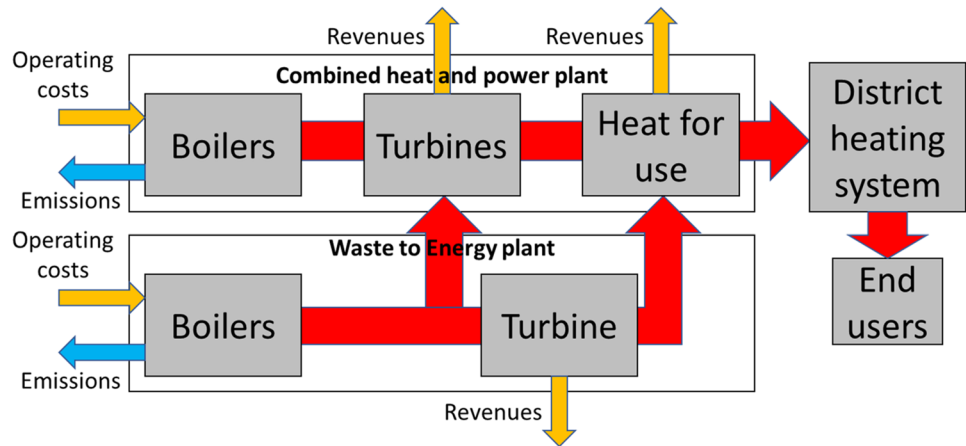 Revenues
Revenues
Operating
costs
Combined heat and power plant
Boilers
Turbines
Heat for
use
District
heating
system
Emissions
Operating
costs
Waste to Energy plant
Boilers
Turbine
End
users
Emissions
Revenues